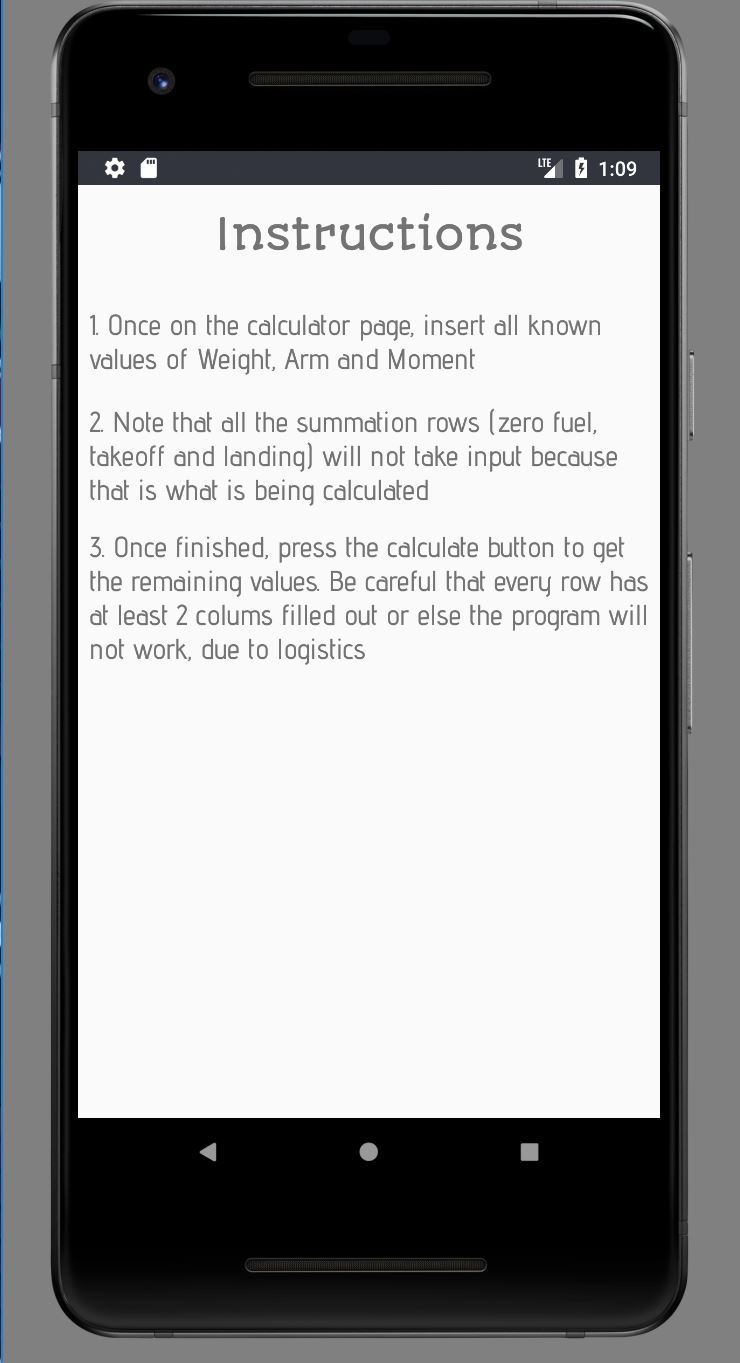 LTE 1:09
Instructions
1. Once on the calculator page, insert all known
values of Weight, Arm and Moment
2. Note that all the summation rows (zero fuel,
takeoff and landing) will not take input because
that is what is being calculated
3. Once finished, press the calculate button to get
the remaining values. Be careful that every row has
at least 2 colums filled out or else the program will
not work, due to logistics